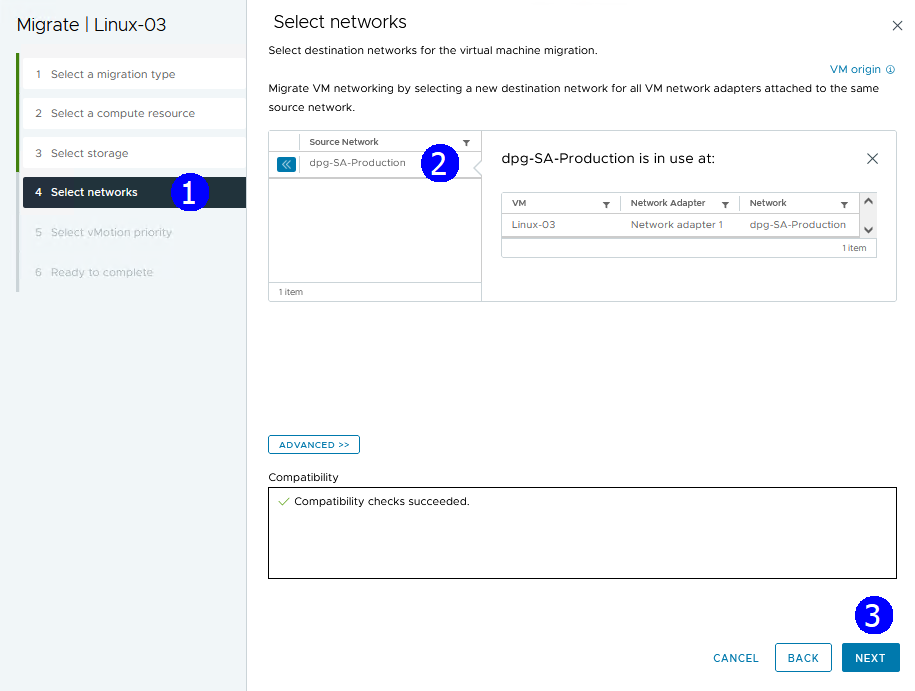 Migrate | Linux-03
1 Select a migration type
2 Select a compute resource
3 Select storage
4 Select networks
1
5 Select vMotion priority
6 Ready to complete
Select networks
Select destination networks for the virtual machine migration.
VM origin
Migrate VM networking by selecting a new destination network for all VM network adapters attached to the same
source network.
Source Network
dpg-SA-Production
2
1 item
dpg-SA-Production is in use at:
VM Network Adapter Network
Linux-03 Network adapter 1 dpg-SA-Production
1 item
ADVANCED >>
Compatibility
Compatibility checks succeeded.
3
CANCEL BACK NEXT